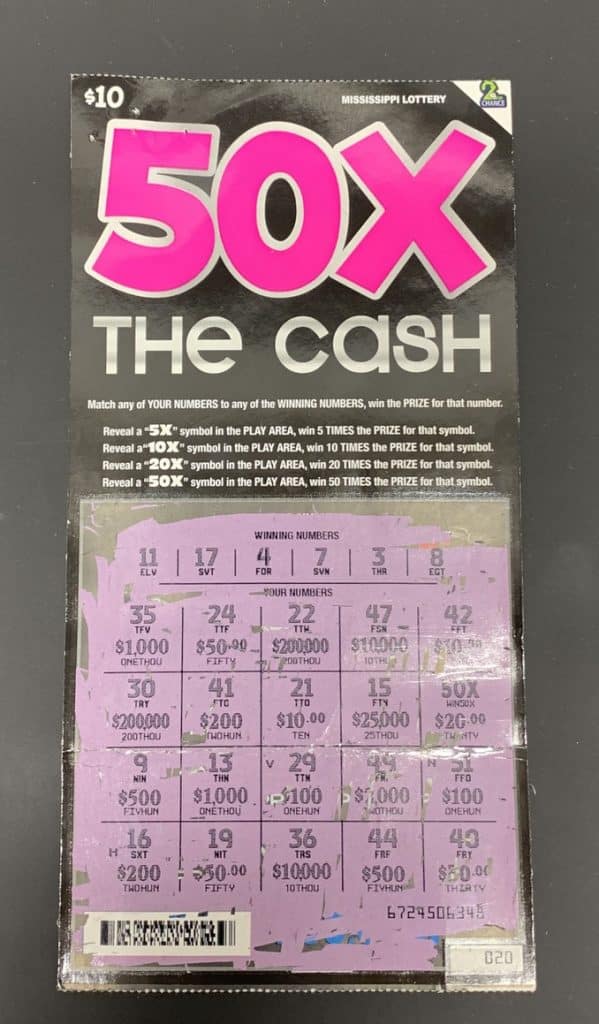 $10 MISSISSIPPI LOTTERY 2ND CHANCE
50X
THE CASH
Match any of YOUR NUMBERS to any of the WINNING NUMBERS, win the PRIZE for that number.
Reveal a "5X" symbol in the PLAY AREA, win 5 TIMES the PRIZE for that symbol.
Reveal a "10X" symbol in the PLAY AREA, win 10 TIMES the PRIZE for that symbol.
Reveal a "20X" symbol in the PLAY AREA, win 20 TIMES the PRIZE for that symbol.
Reveal a "50X" symbol in the PLAY AREA, win 50 TIMES the PRIZE for that symbol.
WINNING NUMBERS
11 17 4 7 3 8
ELV SVT FOR SVN THR EGT
YOUR NUMBERS
35 24 22 47 42
TFV TTF TTW FSN FFT
$1,000 $50.00 $200,000 $10,000
ONETHOU FIFTY 200THOU 10THOU
30 41 21 15 50X
TRY FTO TTO FTN WIN50X
$200,000 $200 $10.00 $25,000 $20.00
200THOU TWOHUN TEN 25THOU TWENTY
9 13 V 29 49 N 51
NIN THN TTN FFO
$500 $1,000 $100 $100
FIVHUN ONETHOU ONEHUN ONEHUN
16 19 36 44 40
M SXT NIT TRS FRF FRY
$200 $50.00 $10,000 $500 $30.00
TWOHUN FIFTY 10THOU FIVHUN THIRTY
6724506348
020